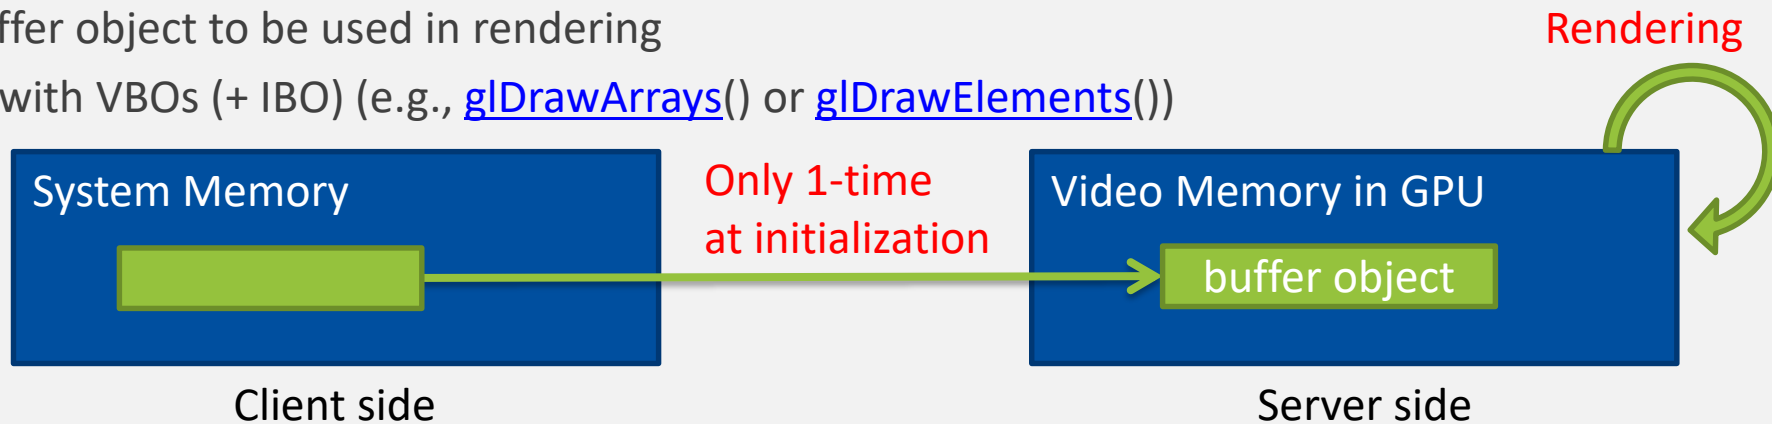 ffer object to be used in rendering
Rendering
with VBOs (+ IBO) (e.g., glDrawArrays() or glDrawElements())
System Memory
Only 1-time
at initialization
Video Memory in GPU
buffer object
Client side
Server side